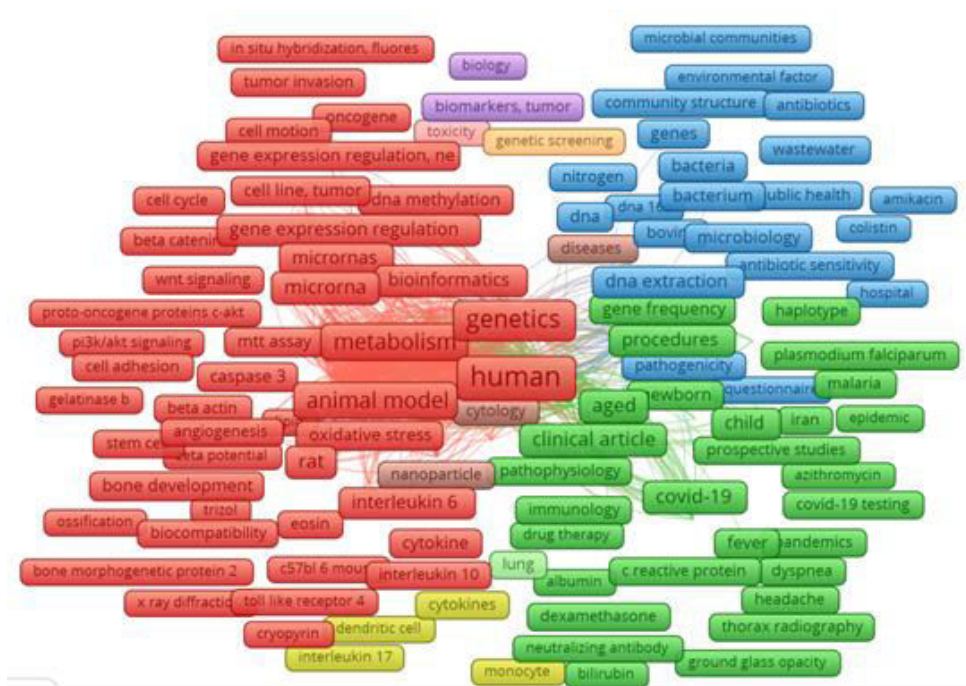 in situ hybridization, fluores
microbial communities
biology
tumor invasion
environmental factor
biomarkers, tumor
community structure
antibiotics
oncogene
cell motion
toxicity
genetic screening
genes
gene expression regulation, ne
wastewater
bacteria
nitrogen
cell line, tumor
dna methylation
bacterium
ublic health
cell cycle
amikacin
dna 16
dna
gene expression regulation
colistin
beta catenin
bovin
microbiology
diseases
micrornas
antibiotic sensitivity
wnt signaling
bioinformatics
microrna
dna extraction
hospital
proto-oncogene proteins c-akt
gene frequency
haplotype
genetics
pi3k/akt signaling
mtt assay
metabolism
procedures
plasmodium falciparum
cell adhesion
pathogenicity
caspase 3
human
malaria
questionnaire
gelatinase b
animal model
newborn
beta actin
cytology
aged
angiogenesis
child
iran
epidemic
stem ce
oxidative stress
clinical article
zeta potential
rat
prospective studies
nanoparticle
pathophysiology
azithromycin
bone development
interleukin 6
covid-19
covid-19 testing
trizol
immunology
ossification
biocompatibility
eosin
drug therapy
cytokine
fever
pandemics
lung
bone morphogenetic protein 2
c57bl 6 mous
interleukin 10
albumin
c reactive protein
dyspnea
x ray diffractio
toll like receptor 4
cytokines
headache
dexamethasone
cryopyrin
dendritic cell
thorax radiography
neutralizing antibody
interleukin 17
ground glass opacity
monocyte
bilirubin